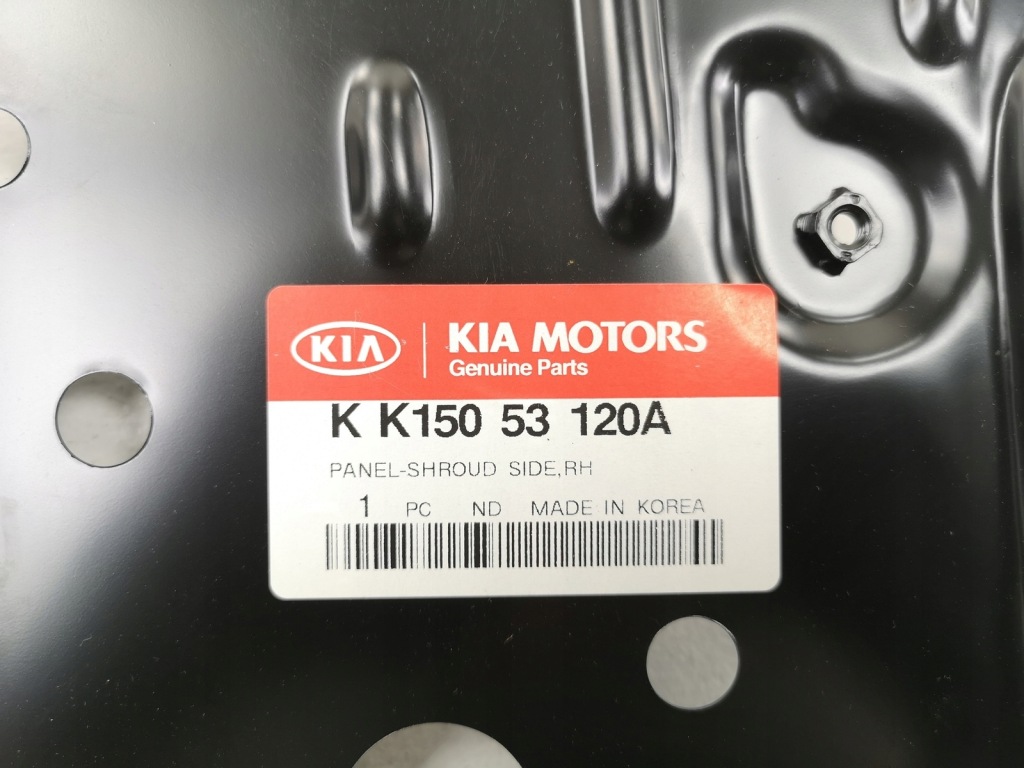 KIA | KIA MOTORS
Genuine Parts
K K150 53 120A
PANEL-SHROUD SIDE,RH
1 PC ND MADE IN KOREA